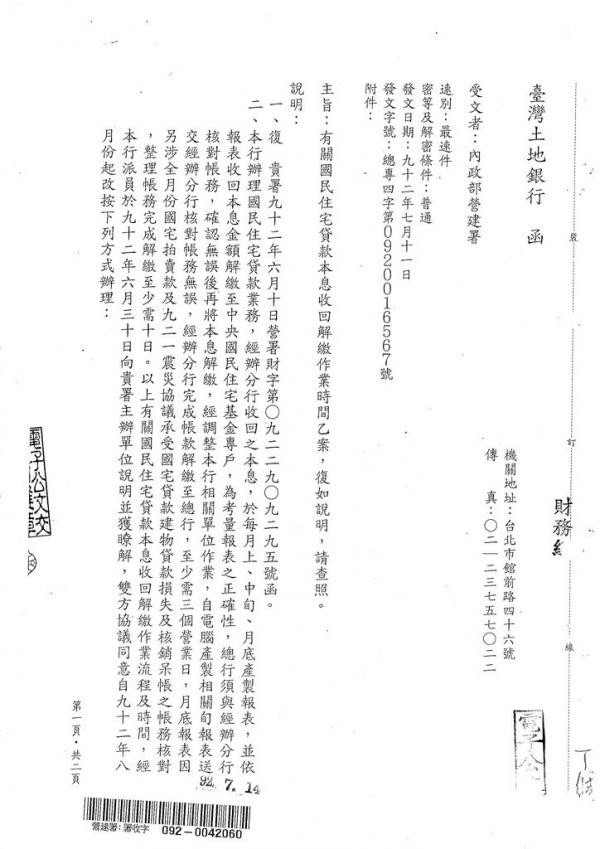 裝
訂
線
臺灣土地銀行　函
機關地址：台北市館前路四十六號
傳　　真：〇二—二三七五七〇二二
財務
受文者：內政部營建署
速別：最速件
密等及解密條件：普通
發文日期：九十二年七月十一日
發文字號：總專四字第0920016567號
附件：
主旨：有關國民住宅貸款本息收回解繳作業時間乙案，復如說明，請查照。
說明：
一、復　貴署九十二年六月十日營署財字第〇九二二九〇九二九五號函。
二、本行辦理國民住宅貸款業務，經辦分行收回之本息，於每月上、中旬、月底產製報表，並依
報表收回本息金額解繳至中央國民住宅基金專戶，為考量報表之正確性，總行須與經辦分行
核對帳務，確認無誤後再將本息解繳，經調整本行相關單位作業，自電腦產製相關旬報表送
交經辦分行核對帳務無誤，經辦分行完成帳款解繳至總行，至少需三個營業日，月底報表因
另涉全月份國宅拍賣款及九二一震災協議承受國宅貸款建物貸款損失及核銷呆帳之帳務核對
，整理帳務完成解繳至少需十日。以上有關國民住宅貸款本息收回解繳作業流程及時間，經
本行派員於九十二年六月三十日向貴署主辦單位說明並獲瞭解，雙方協議同意自九十二年八
月份起改按下列方式辦理：
第一頁・共二頁
電子公文交
電子公
92. 7. 14
營建署：署收字
092-0042060